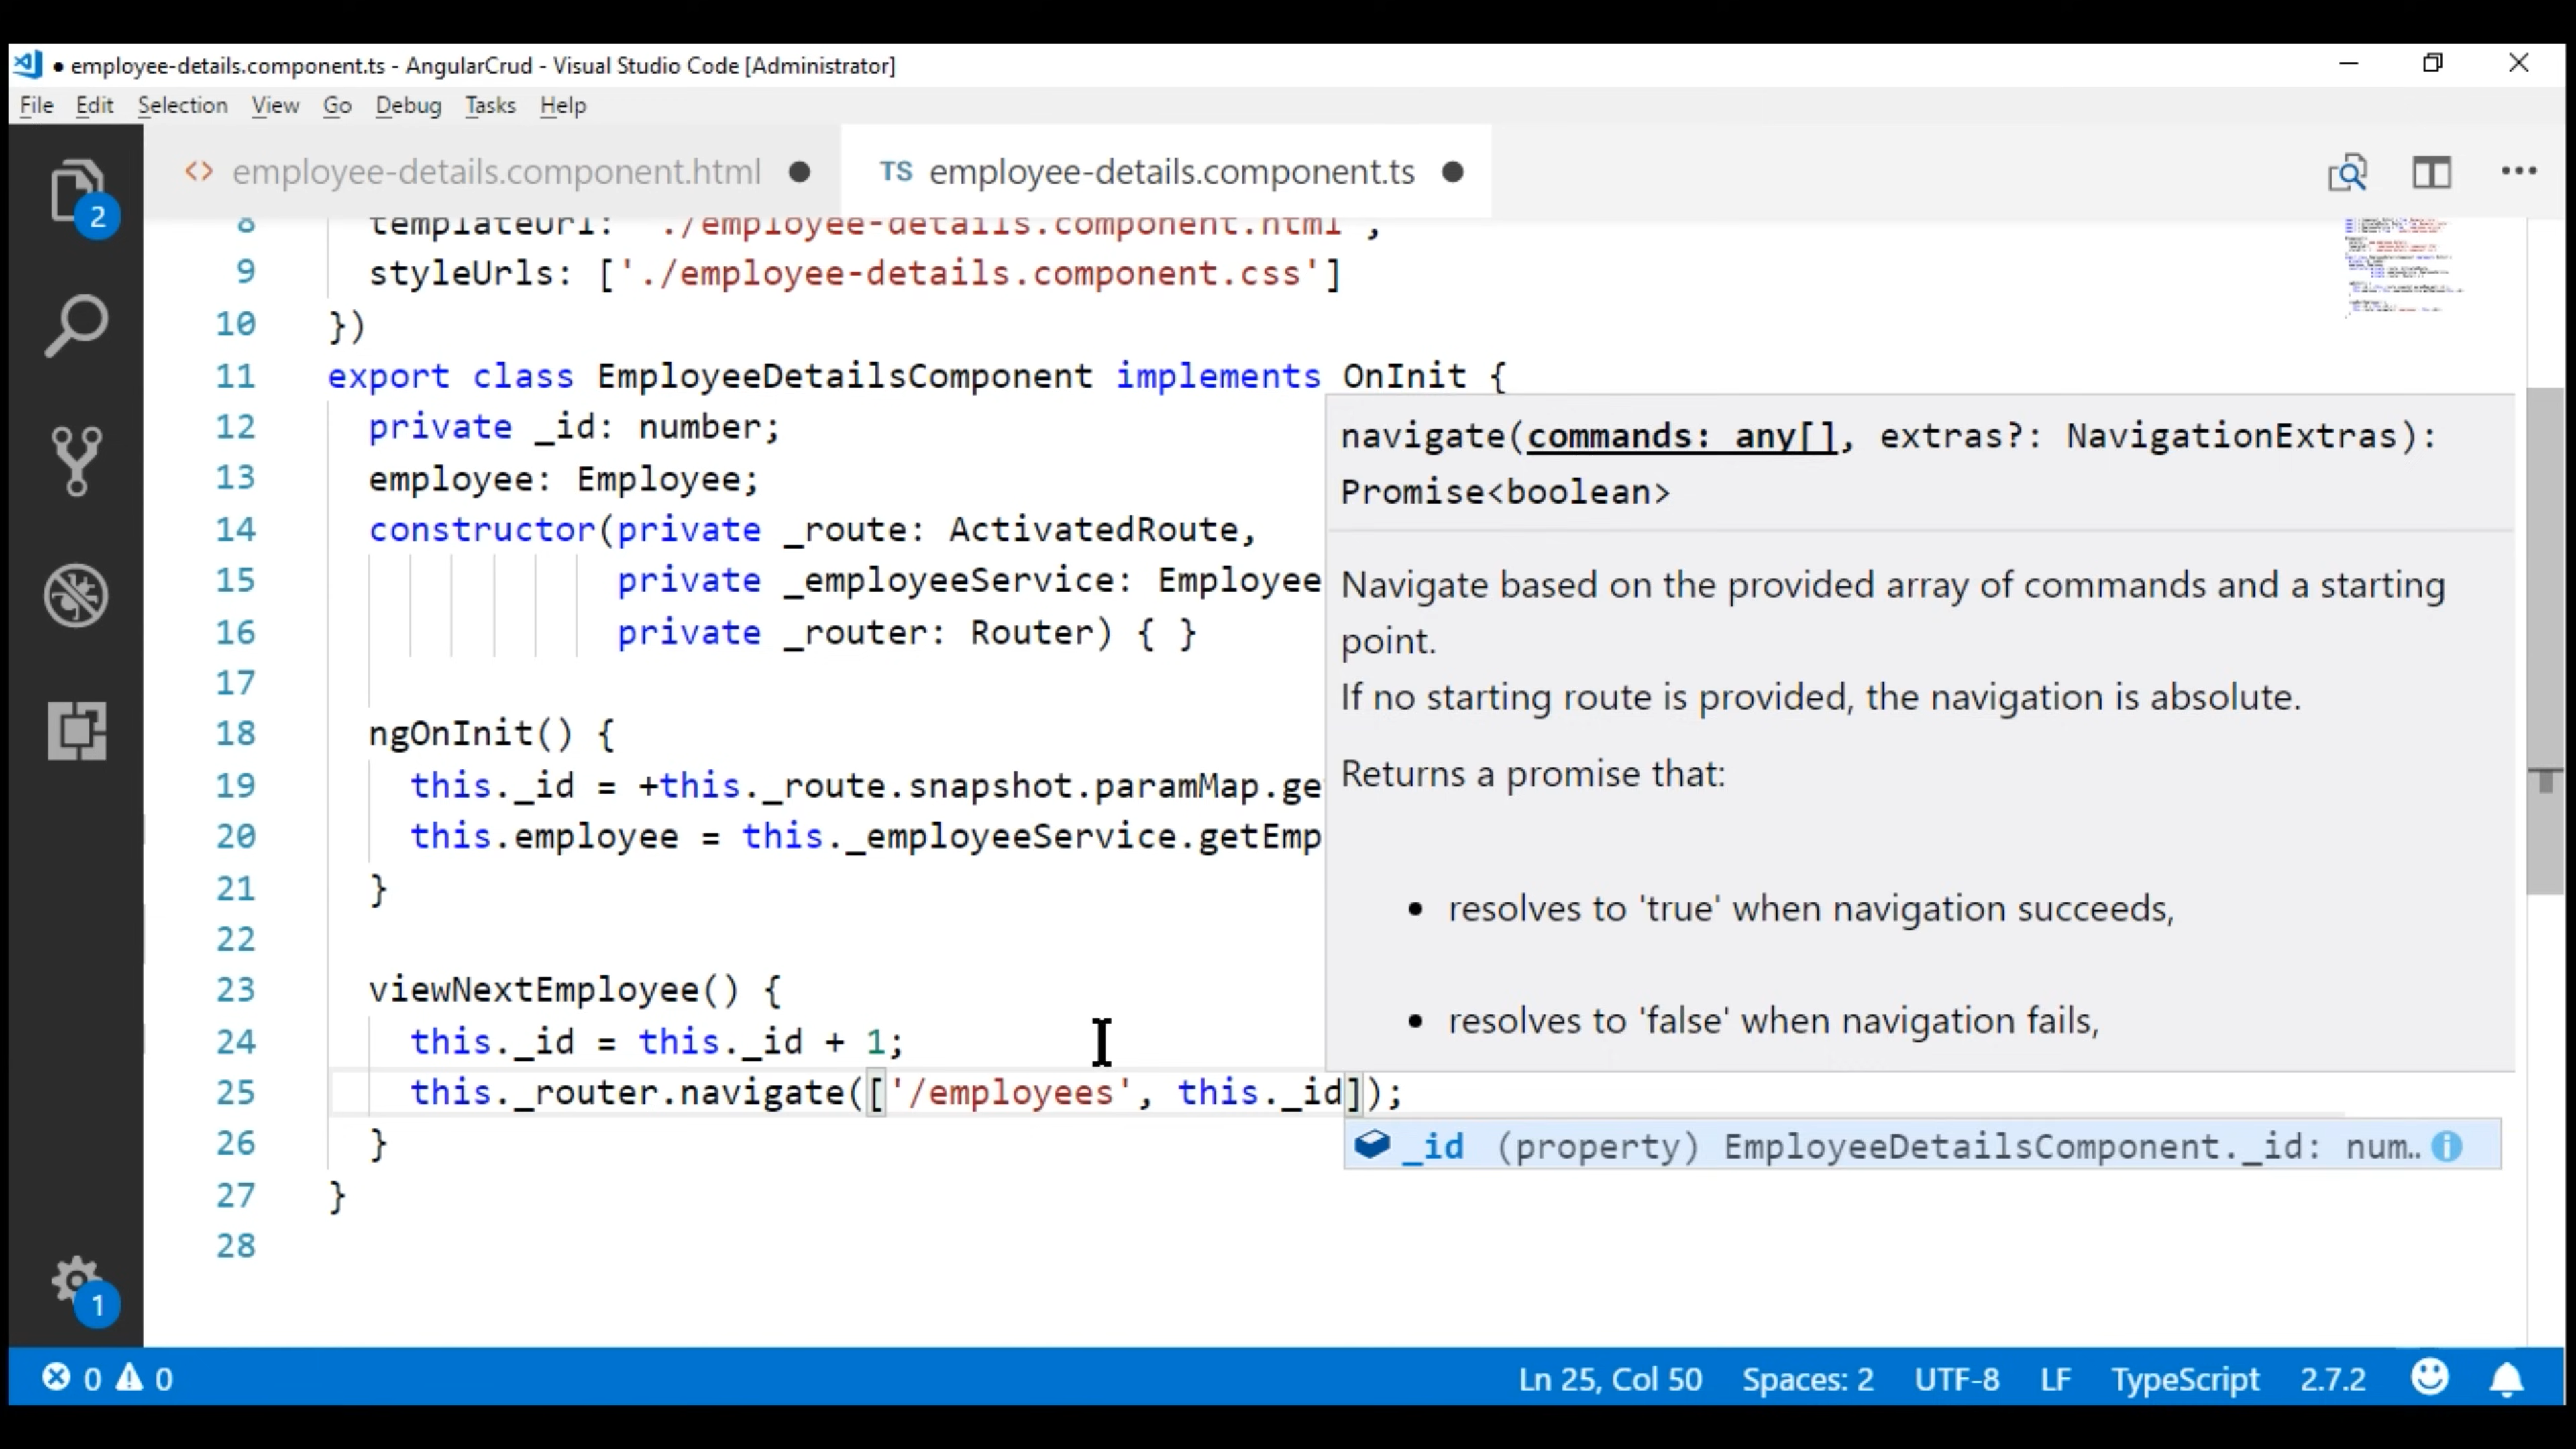 employee-details.component.ts - AngularCrud - Visual Studio Code [Administrator]
File Edit Selection View Go Debug Tasks Help
<> employee-details.component.html
TS employee-details.component.ts
2
8 templateUrl: './employee-details.component.html',
9 styleUrls: ['./employee-details.component.css']
10 })
11 export class EmployeeDetailsComponent implements OnInit {
12 private _id: number;
13 employee: Employee;
14 constructor(private _route: ActivatedRoute,
15 private _employeeService: Employee
16 private _router: Router) { }
17
18 ngOnInit() {
19 this._id = +this._route.snapshot.paramMap.ge
20 this.employee = this._employeeService.getEmp
21 }
22
23 viewNextEmployee() {
24 this._id = this._id + 1;
25 this._router.navigate(['/employees', this._id]);
26 }
27 }
28
navigate(commands: any[], extras?: NavigationExtras):
Promise<boolean>
Navigate based on the provided array of commands and a starting
point.
If no starting route is provided, the navigation is absolute.
Returns a promise that:
• resolves to 'true' when navigation succeeds,
• resolves to 'false' when navigation fails,
_id (property) EmployeeDetailsComponent._id: num..
1
0 0 Ln 25, Col 50 Spaces: 2 UTF-8 LF TypeScript 2.7.2